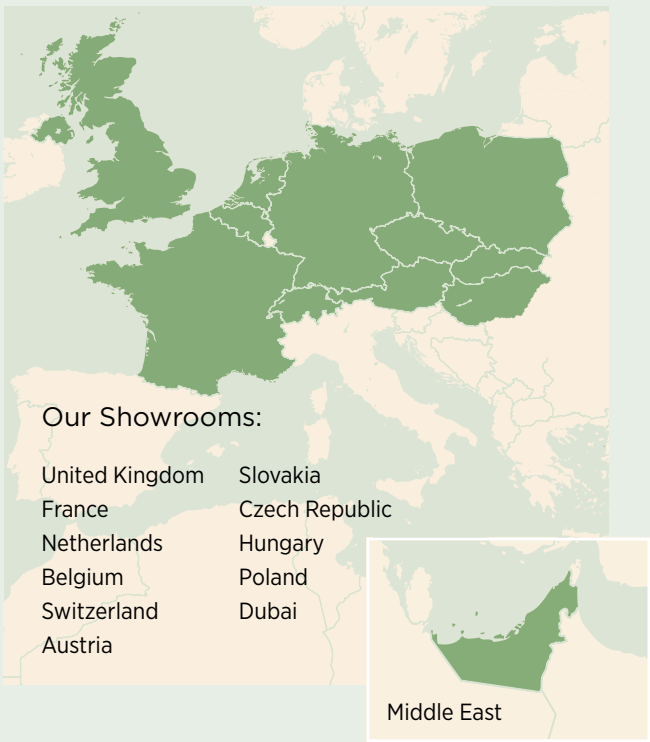 Our Showrooms:
United Kingdom
France
Netherlands
Belgium
Switzerland
Austria
Slovakia
Czech Republic
Hungary
Poland
Dubai
Middle East